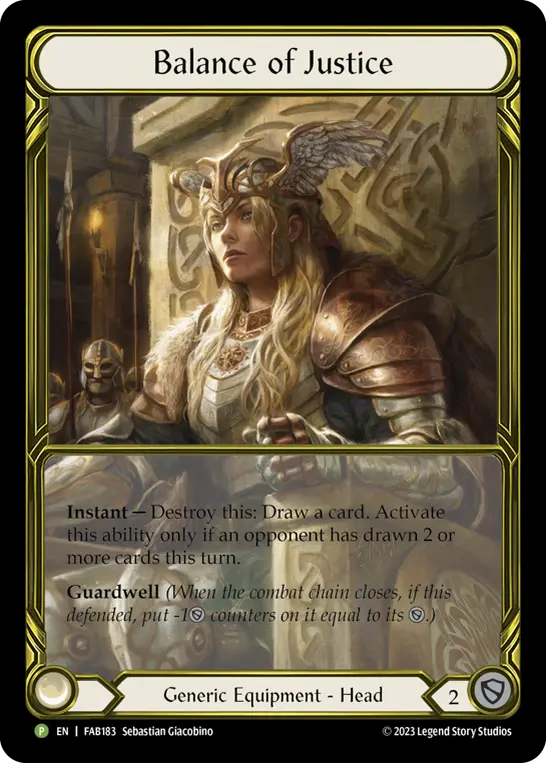 Balance of Justice
Instant — Destroy this: Draw a card. Activate
this ability only if an opponent has drawn 2 or
more cards this turn.
Guardwell (When the combat chain closes, if this
defended, put -1 counters on it equal to its .)
Generic Equipment - Head
2
P EN | FAB183 Sebastian Giacobino
© 2023 Legend Story Studios